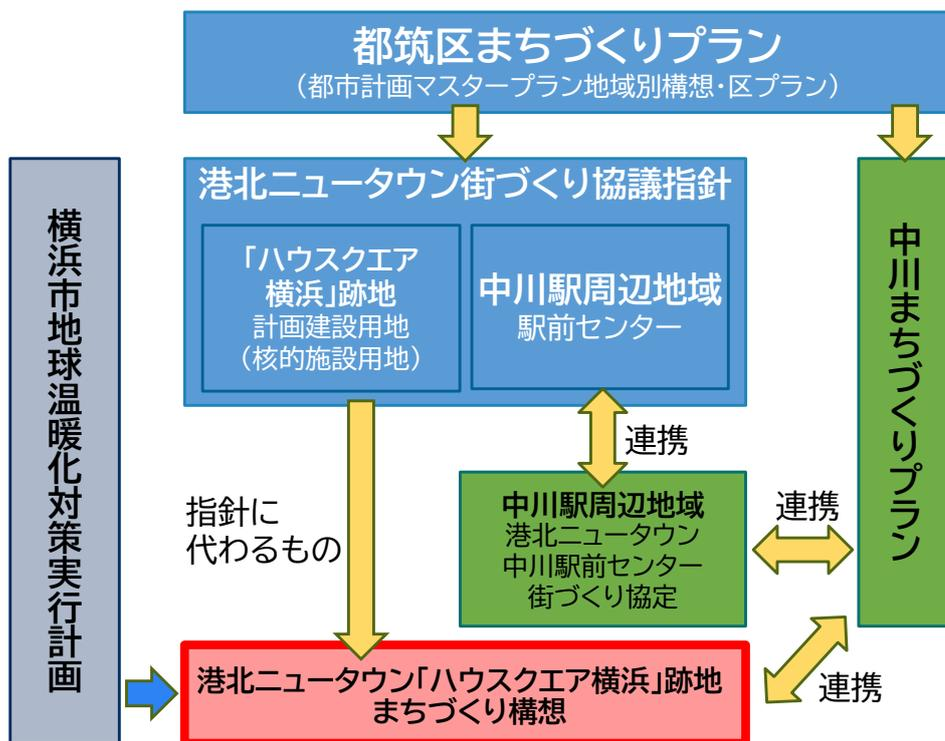 都筑区まちづくりプラン
（都市計画マスタープラン地域別構想・区プラン）
横浜市地球温暖化対策実行計画
港北ニュータウン街づくり協議指針
「ハウスクエア
横浜」跡地
計画建設用地
（核的施設用地）
中川駅周辺地域
駅前センター
中川まちづくりプラン
連携
指針に
代わるもの
中川駅周辺地域
港北ニュータウン
中川駅前センター
街づくり協定
連携
港北ニュータウン「ハウスクエア横浜」跡地
まちづくり構想
連携